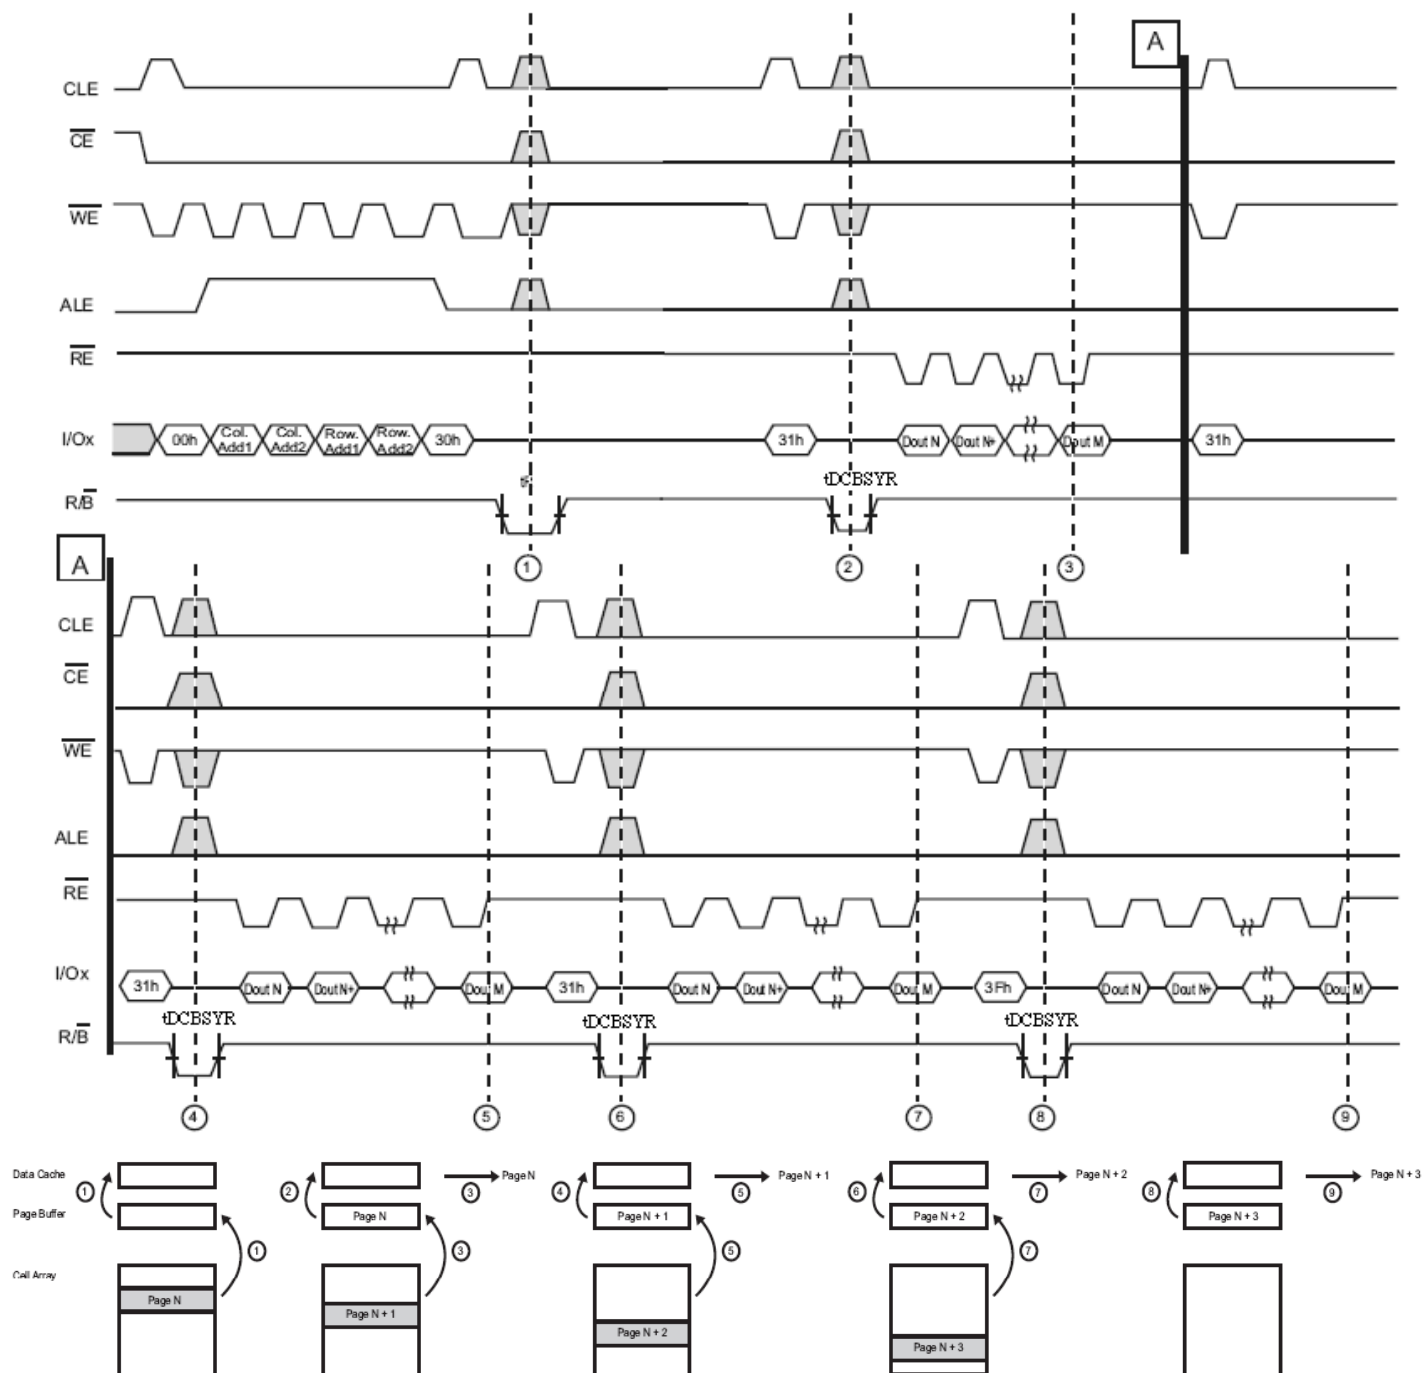 A
CLE
CE
WE
ALE
RE
I/Ox 00h Col. Add1 Col. Add2 Row. Add1 Row. Add2 30h 31h Dout N Dout N+ Dout M 31h
tDCBSYR
R/B
1 2 3
A
CLE
CE
WE
ALE
RE
I/Ox 31h Dout N Dout N+ Dout M 31h Dout N Dout N+ Dout M 3Fh Dout N Dout N+ Dout M
tDCBSYR tDCBSYR tDCBSYR
R/B
4 5 6 7 8 9
Data Cache 1 2 3 Page N 4 5 Page N + 1 6 7 Page N + 2 8 9 Page N + 3
Page Buffer Page N Page N + 1 Page N + 2 Page N + 3
1 3 5 7
Cell Array
Page N Page N + 1 Page N + 2 Page N + 3